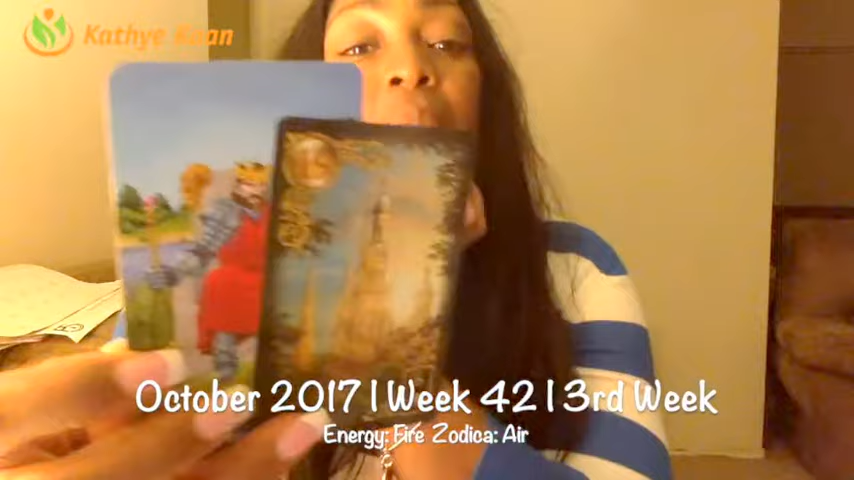 Kathye Kaan
October 2017 | Week 42 | 3rd Week
Energy: Fire Zodica: Air